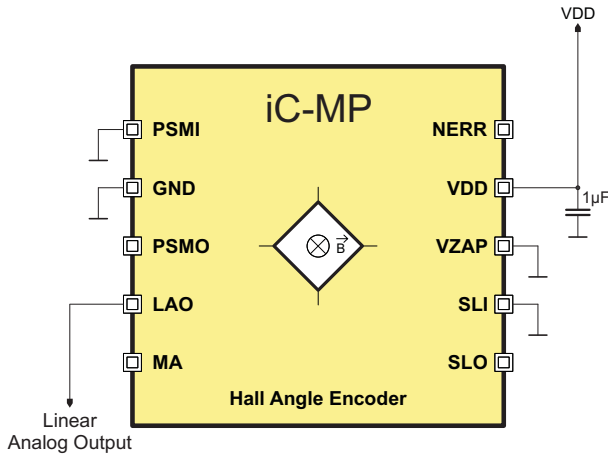 VDD
iC-MP
PSMI
NERR
GND
VDD
1µF
PSMO
B
VZAP
LAO
SLI
MA
SLO
Hall Angle Encoder
Linear
Analog Output